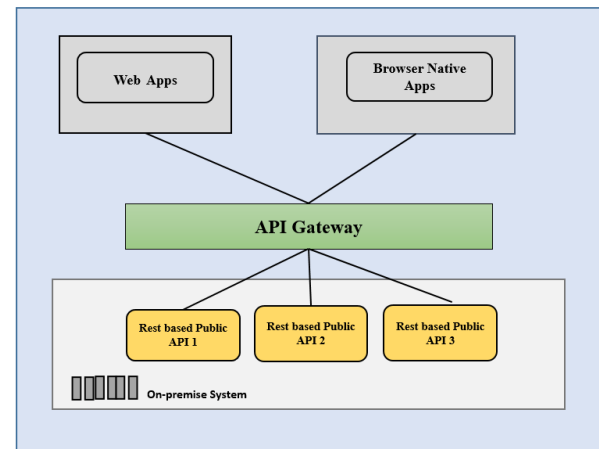 Web Apps
Browser Native
Apps
API Gateway
Rest based Public
API 1
Rest based Public
API 2
Rest based Public
API 3
On-premise System